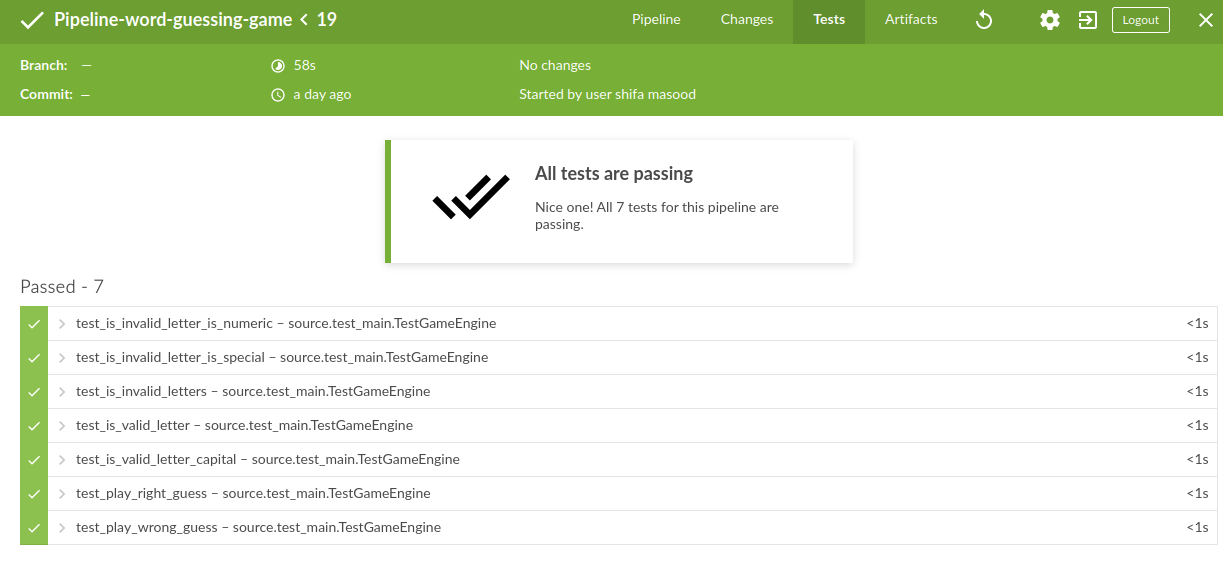 Pipeline-word-guessing-game < 19 Pipeline Changes Tests Artifacts Logout
Branch: — 58s No changes
Commit: — a day ago Started by user shifa masood
All tests are passing
Nice one! All 7 tests for this pipeline are
passing.
Passed - 7
test_is_invalid_letter_is_numeric – source.test_main.TestGameEngine <1s
test_is_invalid_letter_is_special – source.test_main.TestGameEngine <1s
test_is_invalid_letters – source.test_main.TestGameEngine <1s
test_is_valid_letter – source.test_main.TestGameEngine <1s
test_is_valid_letter_capital – source.test_main.TestGameEngine <1s
test_play_right_guess – source.test_main.TestGameEngine <1s
test_play_wrong_guess – source.test_main.TestGameEngine <1s